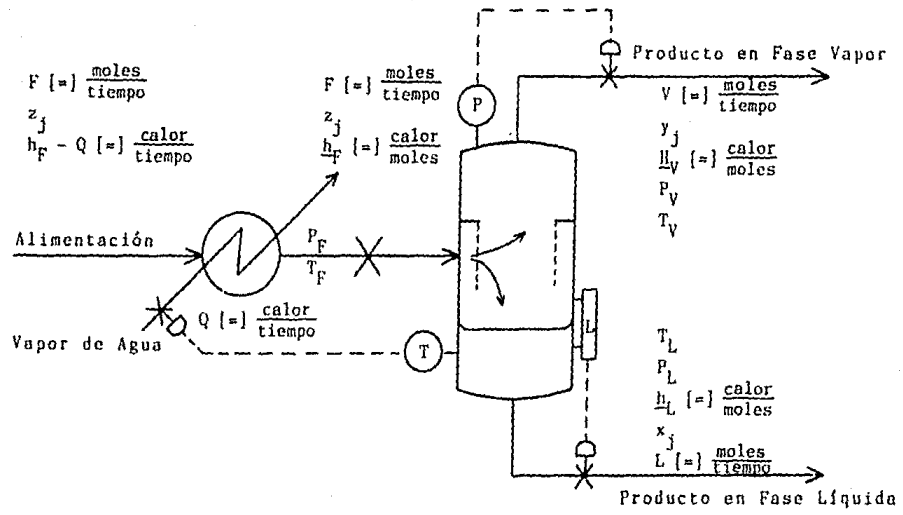 F [=] moles/tiempo
z_j
h_F - Q [=] calor/tiempo
F [=] moles/tiempo
z_j
h_F [=] calor/moles
P
Producto en Fase Vapor
V [=] moles/tiempo
y_j
H_V [=] calor/moles
P_V
T_V
Alimentación
P_F
T_F
Q [=] calor/tiempo
Vapor de Agua
T
L
T_L
P_L
h_L [=] calor/moles
x_j
L [=] moles/tiempo
Producto en Fase Líquida